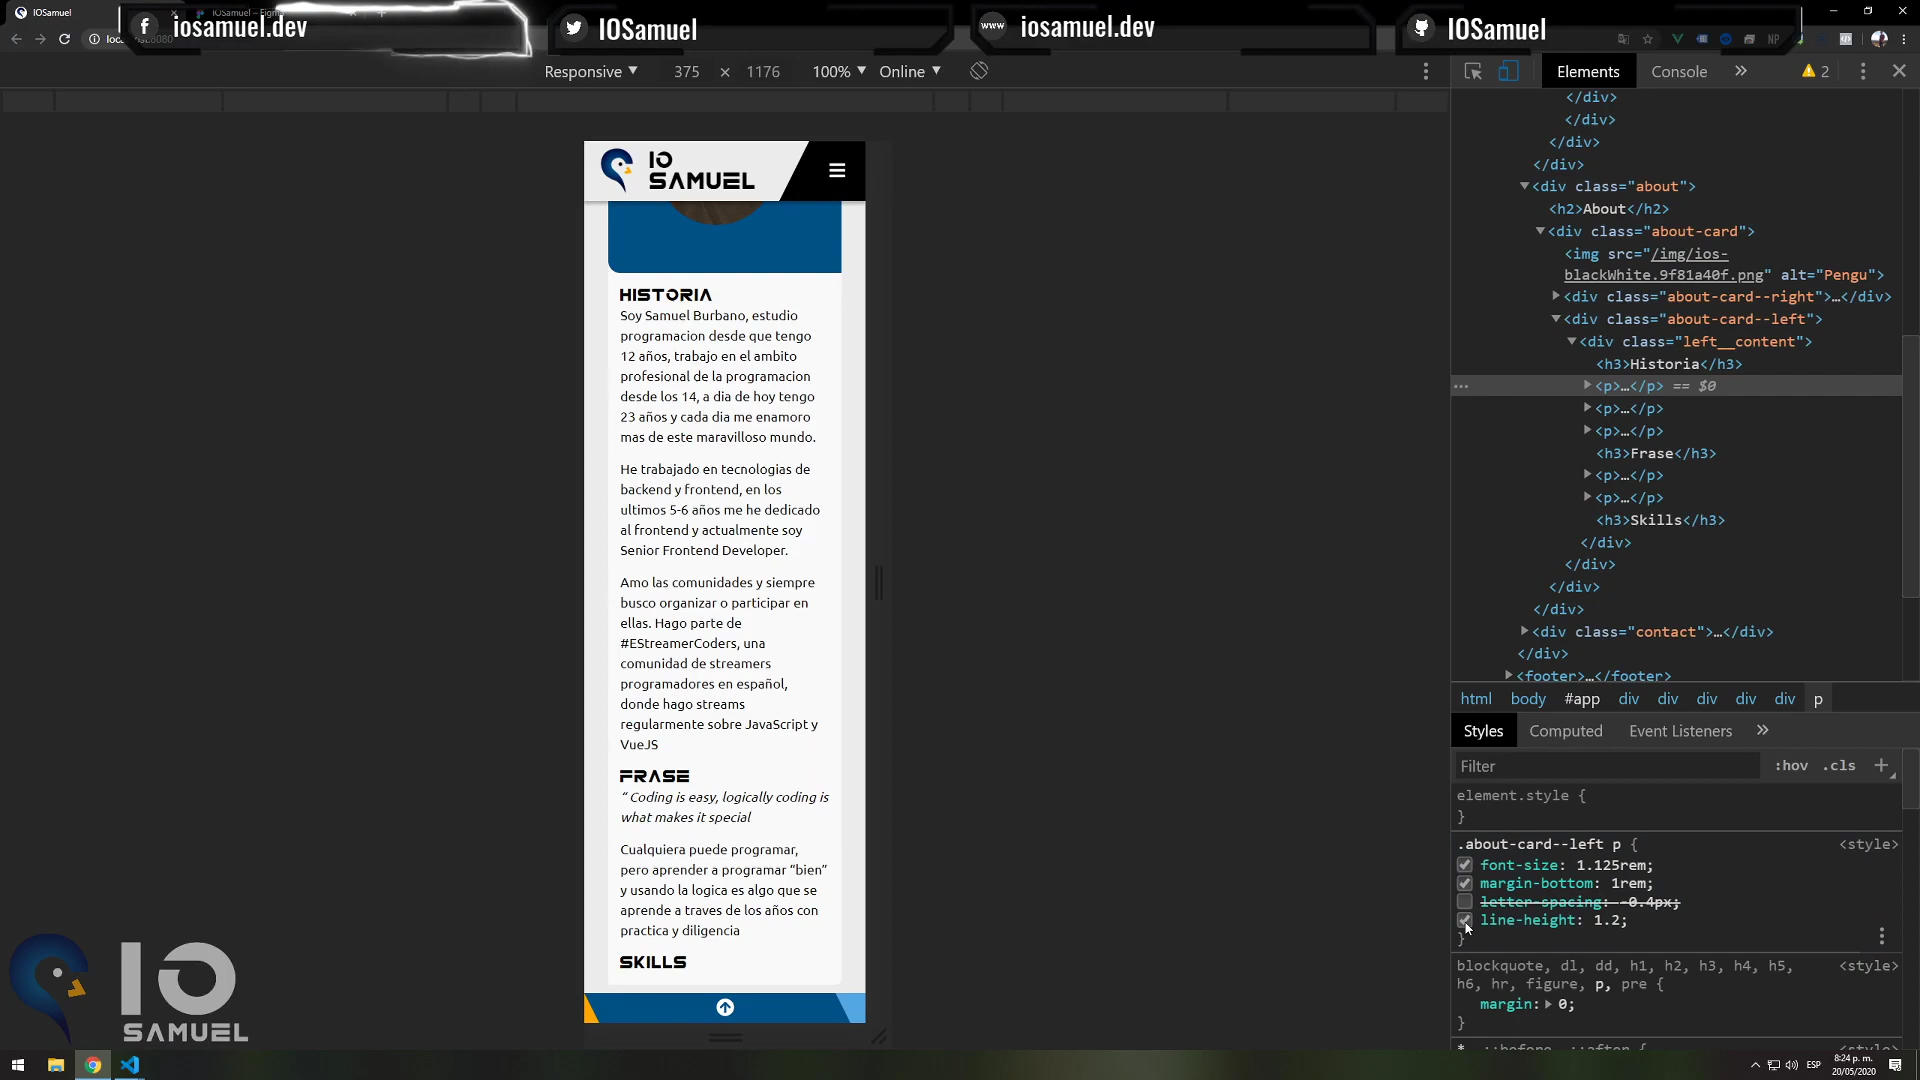 IOSamuel
IOSamuel – Figma
iosamuel.dev
IOSamuel
www iosamuel.dev
IOSamuel
NP
Responsive 375 x 1176 100% Online
Elements Console 2
IO
SAMUEL
HISTORIA
Soy Samuel Burbano, estudio
programacion desde que tengo
12 años, trabajo en el ambito
profesional de la programacion
desde los 14, a dia de hoy tengo
23 años y cada dia me enamoro
mas de este maravilloso mundo.
He trabajado en tecnologias de
backend y frontend, en los
ultimos 5-6 años me he dedicado
al frontend y actualmente soy
Senior Frontend Developer.
Amo las comunidades y siempre
busco organizar o participar en
ellas. Hago parte de
#EStreamerCoders, una
comunidad de streamers
programadores en español,
donde hago streams
regularmente sobre JavaScript y
VueJS
FRASE
“ Coding is easy, logically coding is
what makes it special
Cualquiera puede programar,
pero aprender a programar “bien”
y usando la logica es algo que se
aprende a traves de los años con
practica y diligencia
SKILLS
</div>
</div>
</div>
</div>
<div class="about">
<h2>About</h2>
<div class="about-card">
<img src="/img/ios-
blackWhite.9f81a40f.png" alt="Pengu">
<div class="about-card--right">…</div>
<div class="about-card--left">
<div class="left__content">
<h3>Historia</h3>
… <p>…</p> == $0
<p>…</p>
<p>…</p>
<h3>Frase</h3>
<p>…</p>
<p>…</p>
<h3>Skills</h3>
</div>
</div>
</div>
</div>
<div class="contact">…</div>
</div>
<footer>…</footer>
html body #app div div div div div p
Styles Computed Event Listeners
Filter :hov .cls +
element.style {
}
.about-card--left p { <style>
font-size: 1.125rem;
margin-bottom: 1rem;
letter-spacing: -0.4px;
line-height: 1.2;
}
blockquote, dl, dd, h1, h2, h3, h4, h5, <style>
h6, hr, figure, p, pre {
margin: 0;
}
*, ::before, ::after { <style>
IO
SAMUEL
ESP
8:24 p. m.
20/05/2020